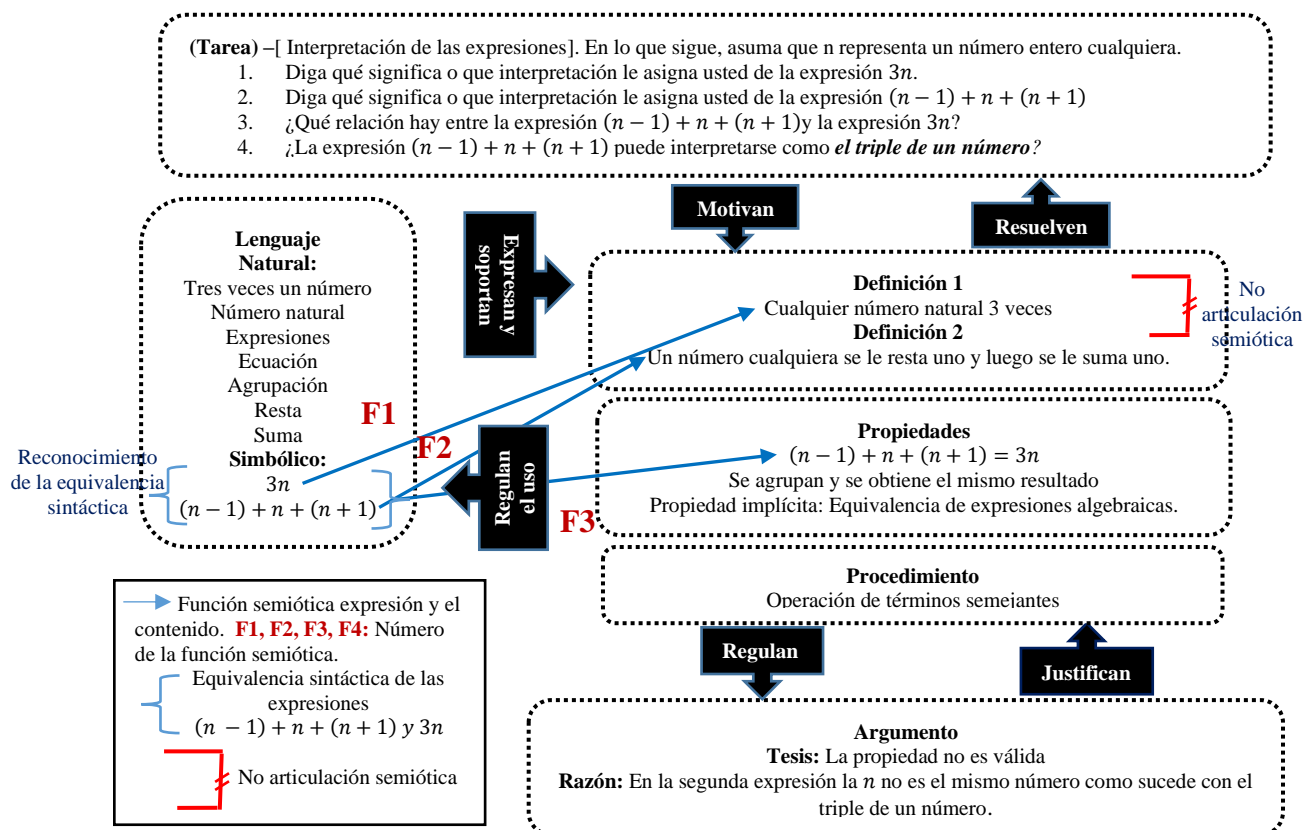 (Tarea) –[ Interpretación de las expresiones]. En lo que sigue, asuma que n representa un número entero cualquiera.
1. Diga qué significa o que interpretación le asigna usted de la expresión 3𝑛.
2. Diga qué significa o que interpretación le asigna usted de la expresión (𝑛 − 1) + 𝑛 + (𝑛 + 1)
3. ¿Qué relación hay entre la expresión (𝑛 − 1) + 𝑛 + (𝑛 + 1)y la expresión 3𝑛?
4. ¿La expresión (𝑛 − 1) + 𝑛 + (𝑛 + 1) puede interpretarse como el triple de un número?
Motivan
Resuelven
Expresan y
soportan
Lenguaje
Natural:
Tres veces un número
Número natural
Expresiones
Ecuación
Agrupación
Resta
Suma
Simbólico:
3𝑛
(𝑛 − 1) + 𝑛 + (𝑛 + 1)
Reconocimiento
de la equivalencia
sintáctica
F1
F2
F3
Regulan
el uso
Definición 1
Cualquier número natural 3 veces
Definición 2
Un número cualquiera se le resta uno y luego se le suma uno.
No
articulación
semiótica
Propiedades
(𝑛 − 1) + 𝑛 + (𝑛 + 1) = 3𝑛
Se agrupan y se obtiene el mismo resultado
Propiedad implícita: Equivalencia de expresiones algebraicas.
Procedimiento
Operación de términos semejantes
Regulan
Justifican
Argumento
Tesis: La propiedad no es válida
Razón: En la segunda expresión la 𝑛 no es el mismo número como sucede con el
triple de un número.
Función semiótica expresión y el
contenido. F1, F2, F3, F4: Número
de la función semiótica.
Equivalencia sintáctica de las
expresiones
(𝑛 − 1) + 𝑛 + (𝑛 + 1) 𝑦 3𝑛
No articulación semiótica